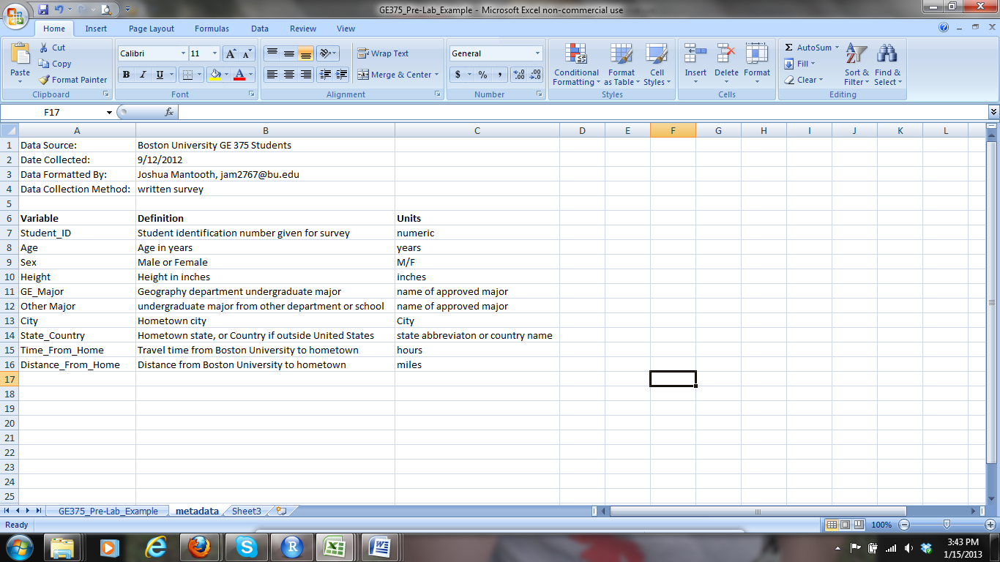 GE375_Pre-Lab_Example - Microsoft Excel non-commercial use
Home Insert Page Layout Formulas Data Review View
Paste
Cut
Copy
Format Painter
Clipboard
Calibri 11
B I U
Font
Wrap Text
Merge & Center
Alignment
General
$ % ,
Number
Conditional Formatting
Format as Table
Cell Styles
Styles
Insert Delete Format
Cells
Σ AutoSum
Fill
Clear
Sort & Filter
Find & Select
Editing
F17 fx
A B C D E F G H I J K L
1 Data Source: Boston University GE 375 Students
2 Date Collected: 9/12/2012
3 Data Formatted By: Joshua Mantooth, jam2767@bu.edu
4 Data Collection Method: written survey
5
6 Variable Definition Units
7 Student_ID Student identification number given for survey numeric
8 Age Age in years years
9 Sex Male or Female M/F
10 Height Height in inches inches
11 GE_Major Geography department undergraduate major name of approved major
12 Other Major undergraduate major from other department or school name of approved major
13 City Hometown city City
14 State_Country Hometown state, or Country if outside United States state abbreviaton or country name
15 Time_From_Home Travel time from Boston University to hometown hours
16 Distance_From_Home Distance from Boston University to hometown miles
17
18
19
20
21
22
23
24
25
GE375_Pre-Lab_Example metadata Sheet3
Ready 100%
3:43 PM
1/15/2013